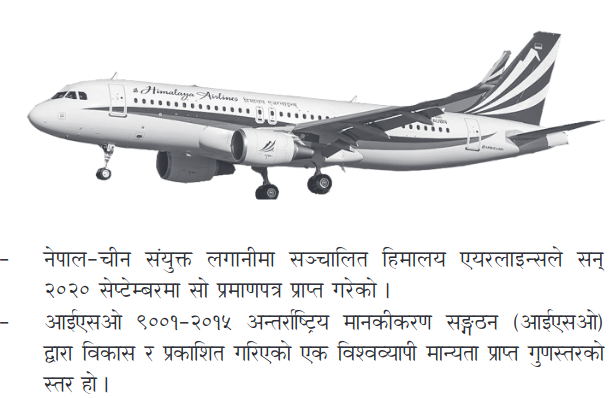 Himalaya Airlines हिमालय एयरलाइन्स
- नेपाल-चीन संयुक्त लगानीमा सञ्चालित हिमालय एयरलाइन्सले सन्
२०२० सेप्टेम्बरमा सो प्रमाणपत्र प्राप्त गरेको ।
- आईएसओ ९००१-२०१५ अन्तर्राष्ट्रिय मानकीकरण सङ्गठन (आईएसओ)
द्वारा विकास र प्रकाशित गरिएको एक विश्वव्यापी मान्यता प्राप्त गुणस्तरको
स्तर हो ।